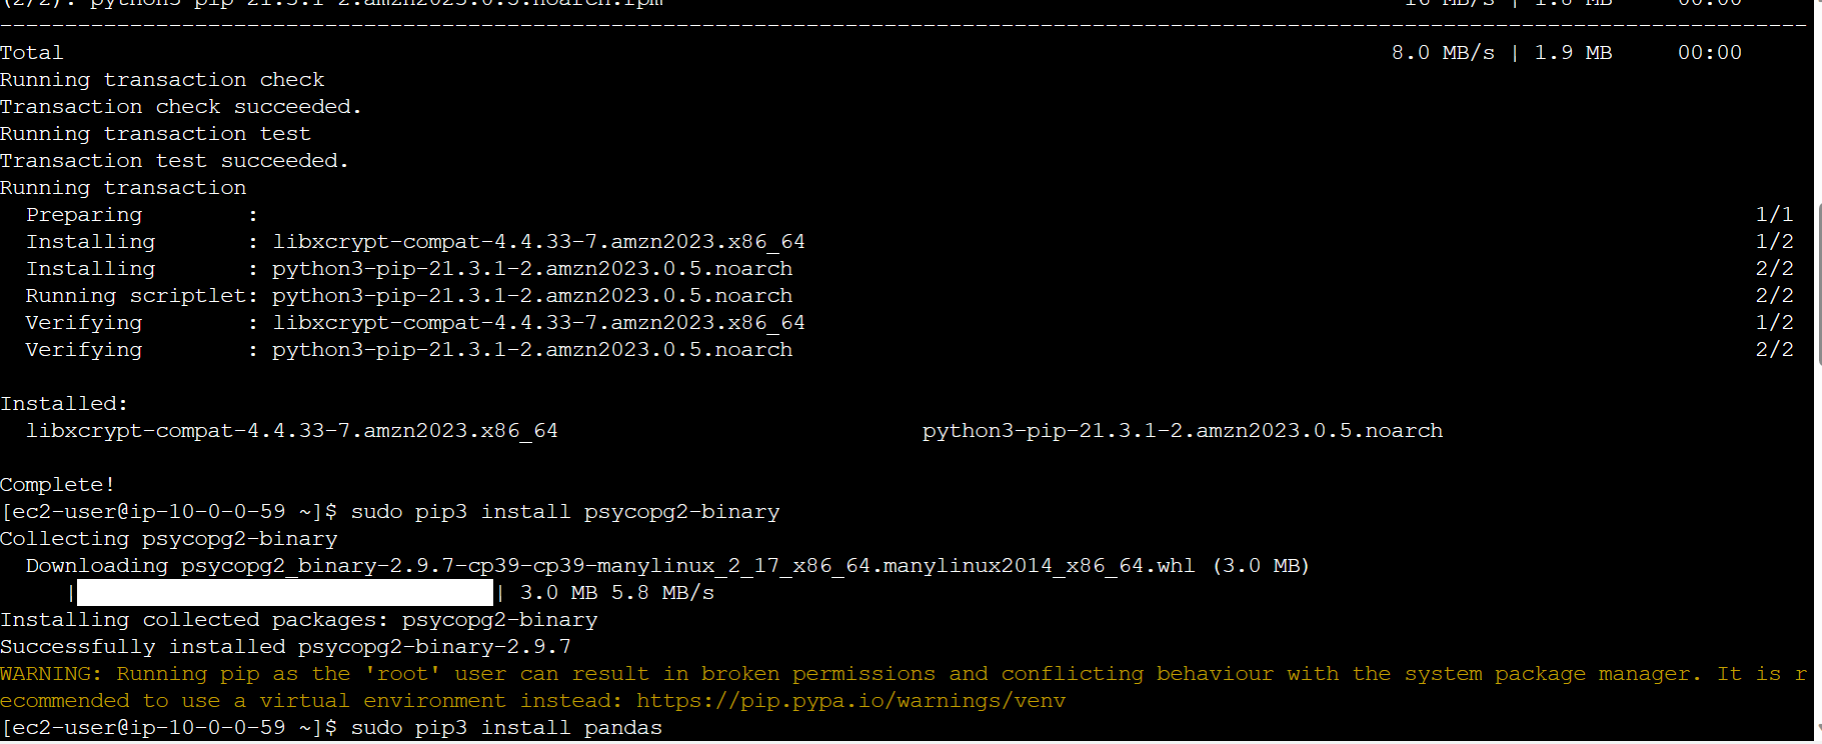 (2/2): python3-pip-21.3.1-2.amzn2023.0.5.noarch.rpm 16 MB/s | 1.8 MB 00:00
--------------------------------------------------------------------------------
Total 8.0 MB/s | 1.9 MB 00:00
Running transaction check
Transaction check succeeded.
Running transaction test
Transaction test succeeded.
Running transaction
Preparing : 1/1
Installing : libxcrypt-compat-4.4.33-7.amzn2023.x86_64 1/2
Installing : python3-pip-21.3.1-2.amzn2023.0.5.noarch 2/2
Running scriptlet: python3-pip-21.3.1-2.amzn2023.0.5.noarch 2/2
Verifying : libxcrypt-compat-4.4.33-7.amzn2023.x86_64 1/2
Verifying : python3-pip-21.3.1-2.amzn2023.0.5.noarch 2/2
Installed:
libxcrypt-compat-4.4.33-7.amzn2023.x86_64 python3-pip-21.3.1-2.amzn2023.0.5.noarch
Complete!
[ec2-user@ip-10-0-0-59 ~]$ sudo pip3 install psycopg2-binary
Collecting psycopg2-binary
Downloading psycopg2_binary-2.9.7-cp39-cp39-manylinux_2_17_x86_64.manylinux2014_x86_64.whl (3.0 MB)
| | 3.0 MB 5.8 MB/s
Installing collected packages: psycopg2-binary
Successfully installed psycopg2-binary-2.9.7
WARNING: Running pip as the 'root' user can result in broken permissions and conflicting behaviour with the system package manager. It is r
ecommended to use a virtual environment instead: https://pip.pypa.io/warnings/venv
[ec2-user@ip-10-0-0-59 ~]$ sudo pip3 install pandas